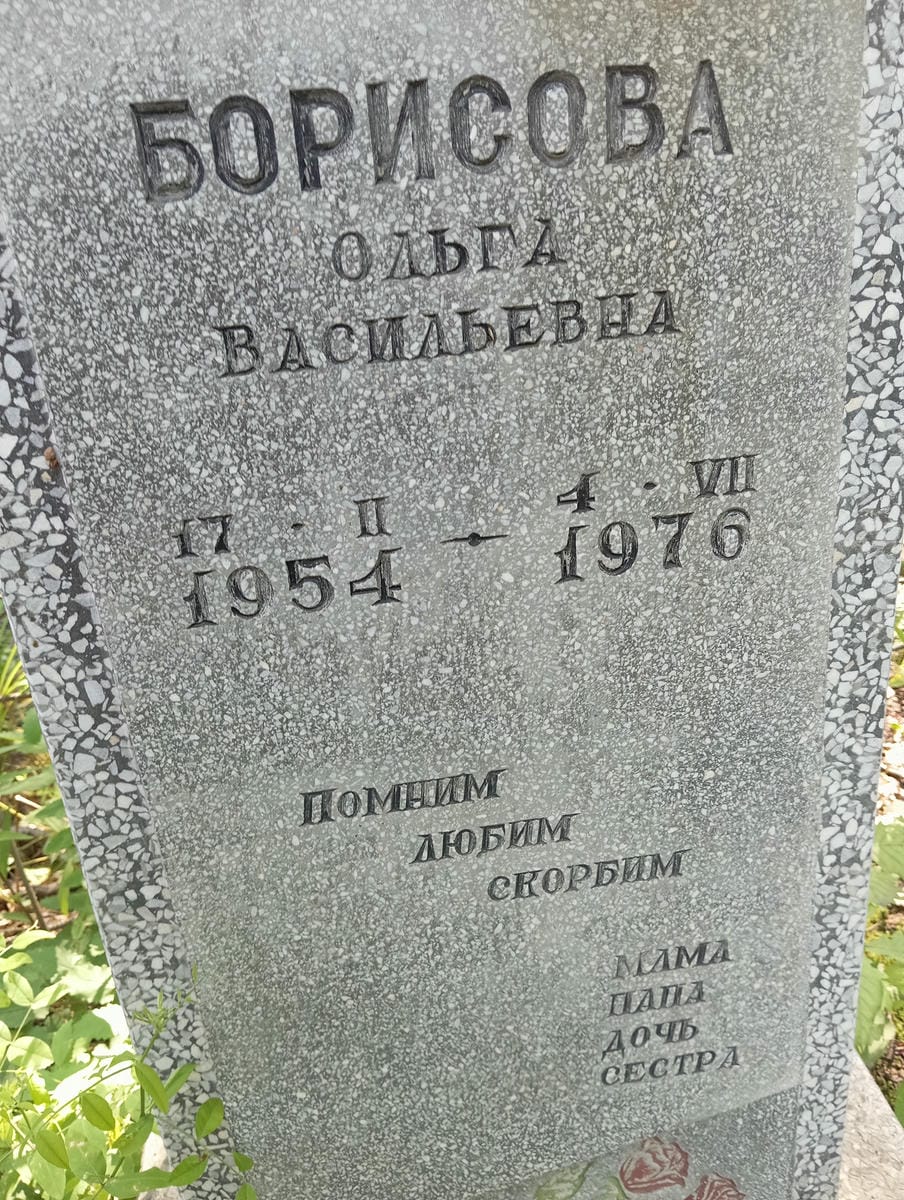 БОРИСОВА
ОЛЬГА
ВАСИЛЬЕВНА
17 · II 4 · VII
1954 - 1976
ПОМНИМ
ЛЮБИМ
СКОРБИМ
МАМА
ПАПА
ДОЧЬ
СЕСТРА